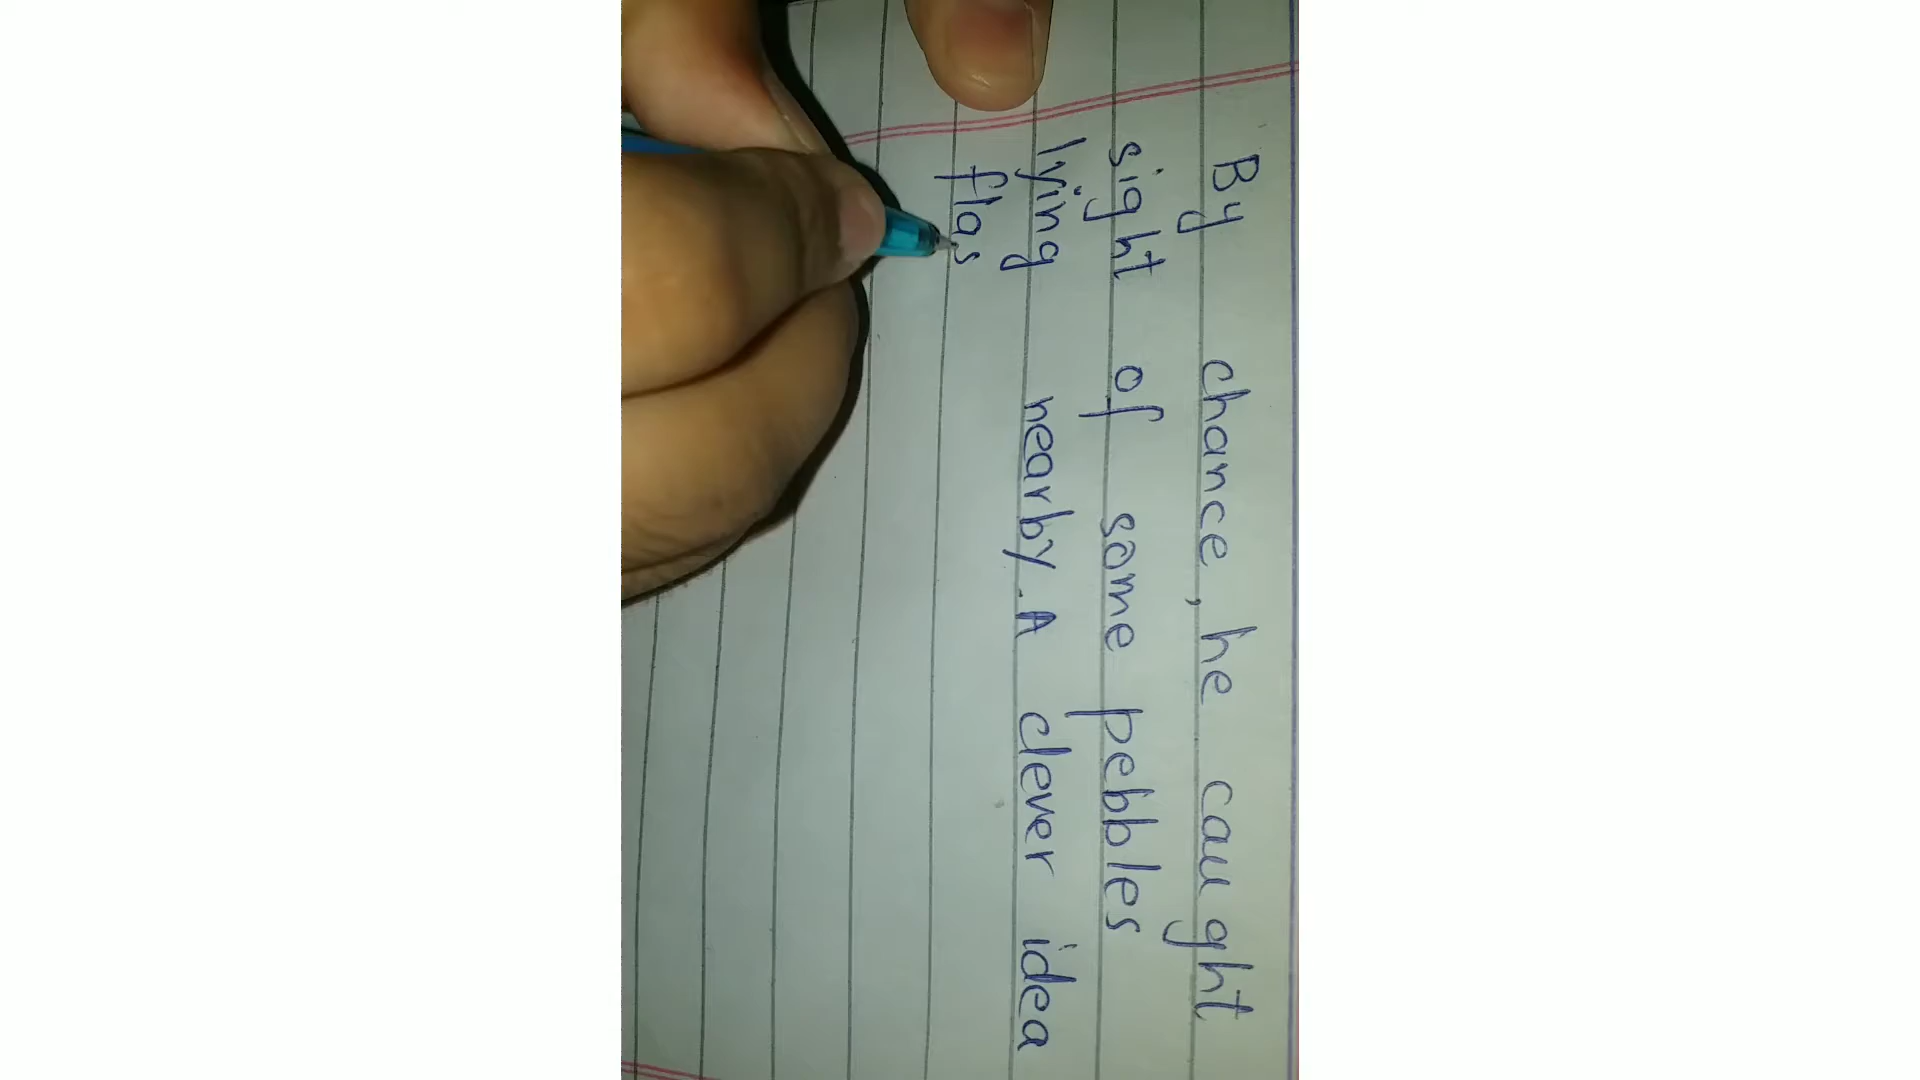 By chance, he caught
sight of some pebbles
lying nearby. A clever idea
flas